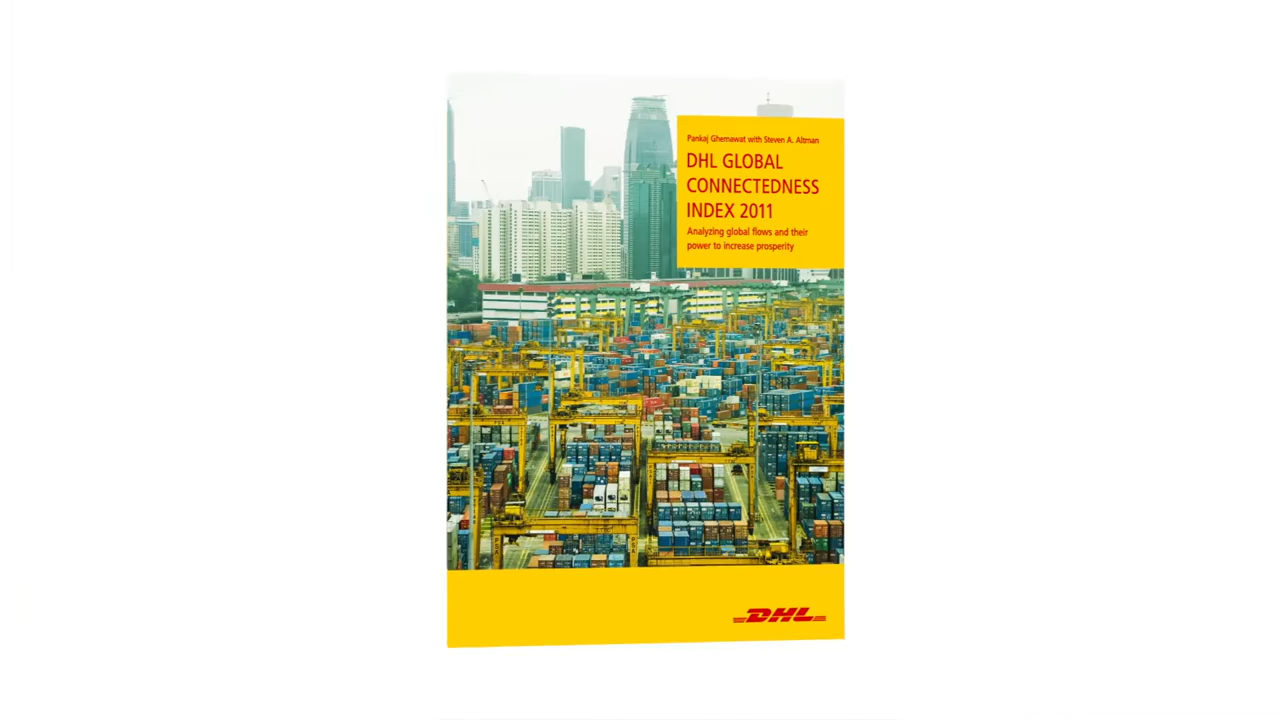 Pankaj Ghemawat with Steven A. Altman
DHL GLOBAL
CONNECTEDNESS
INDEX 2011
Analyzing global flows and their
power to increase prosperity
DHL